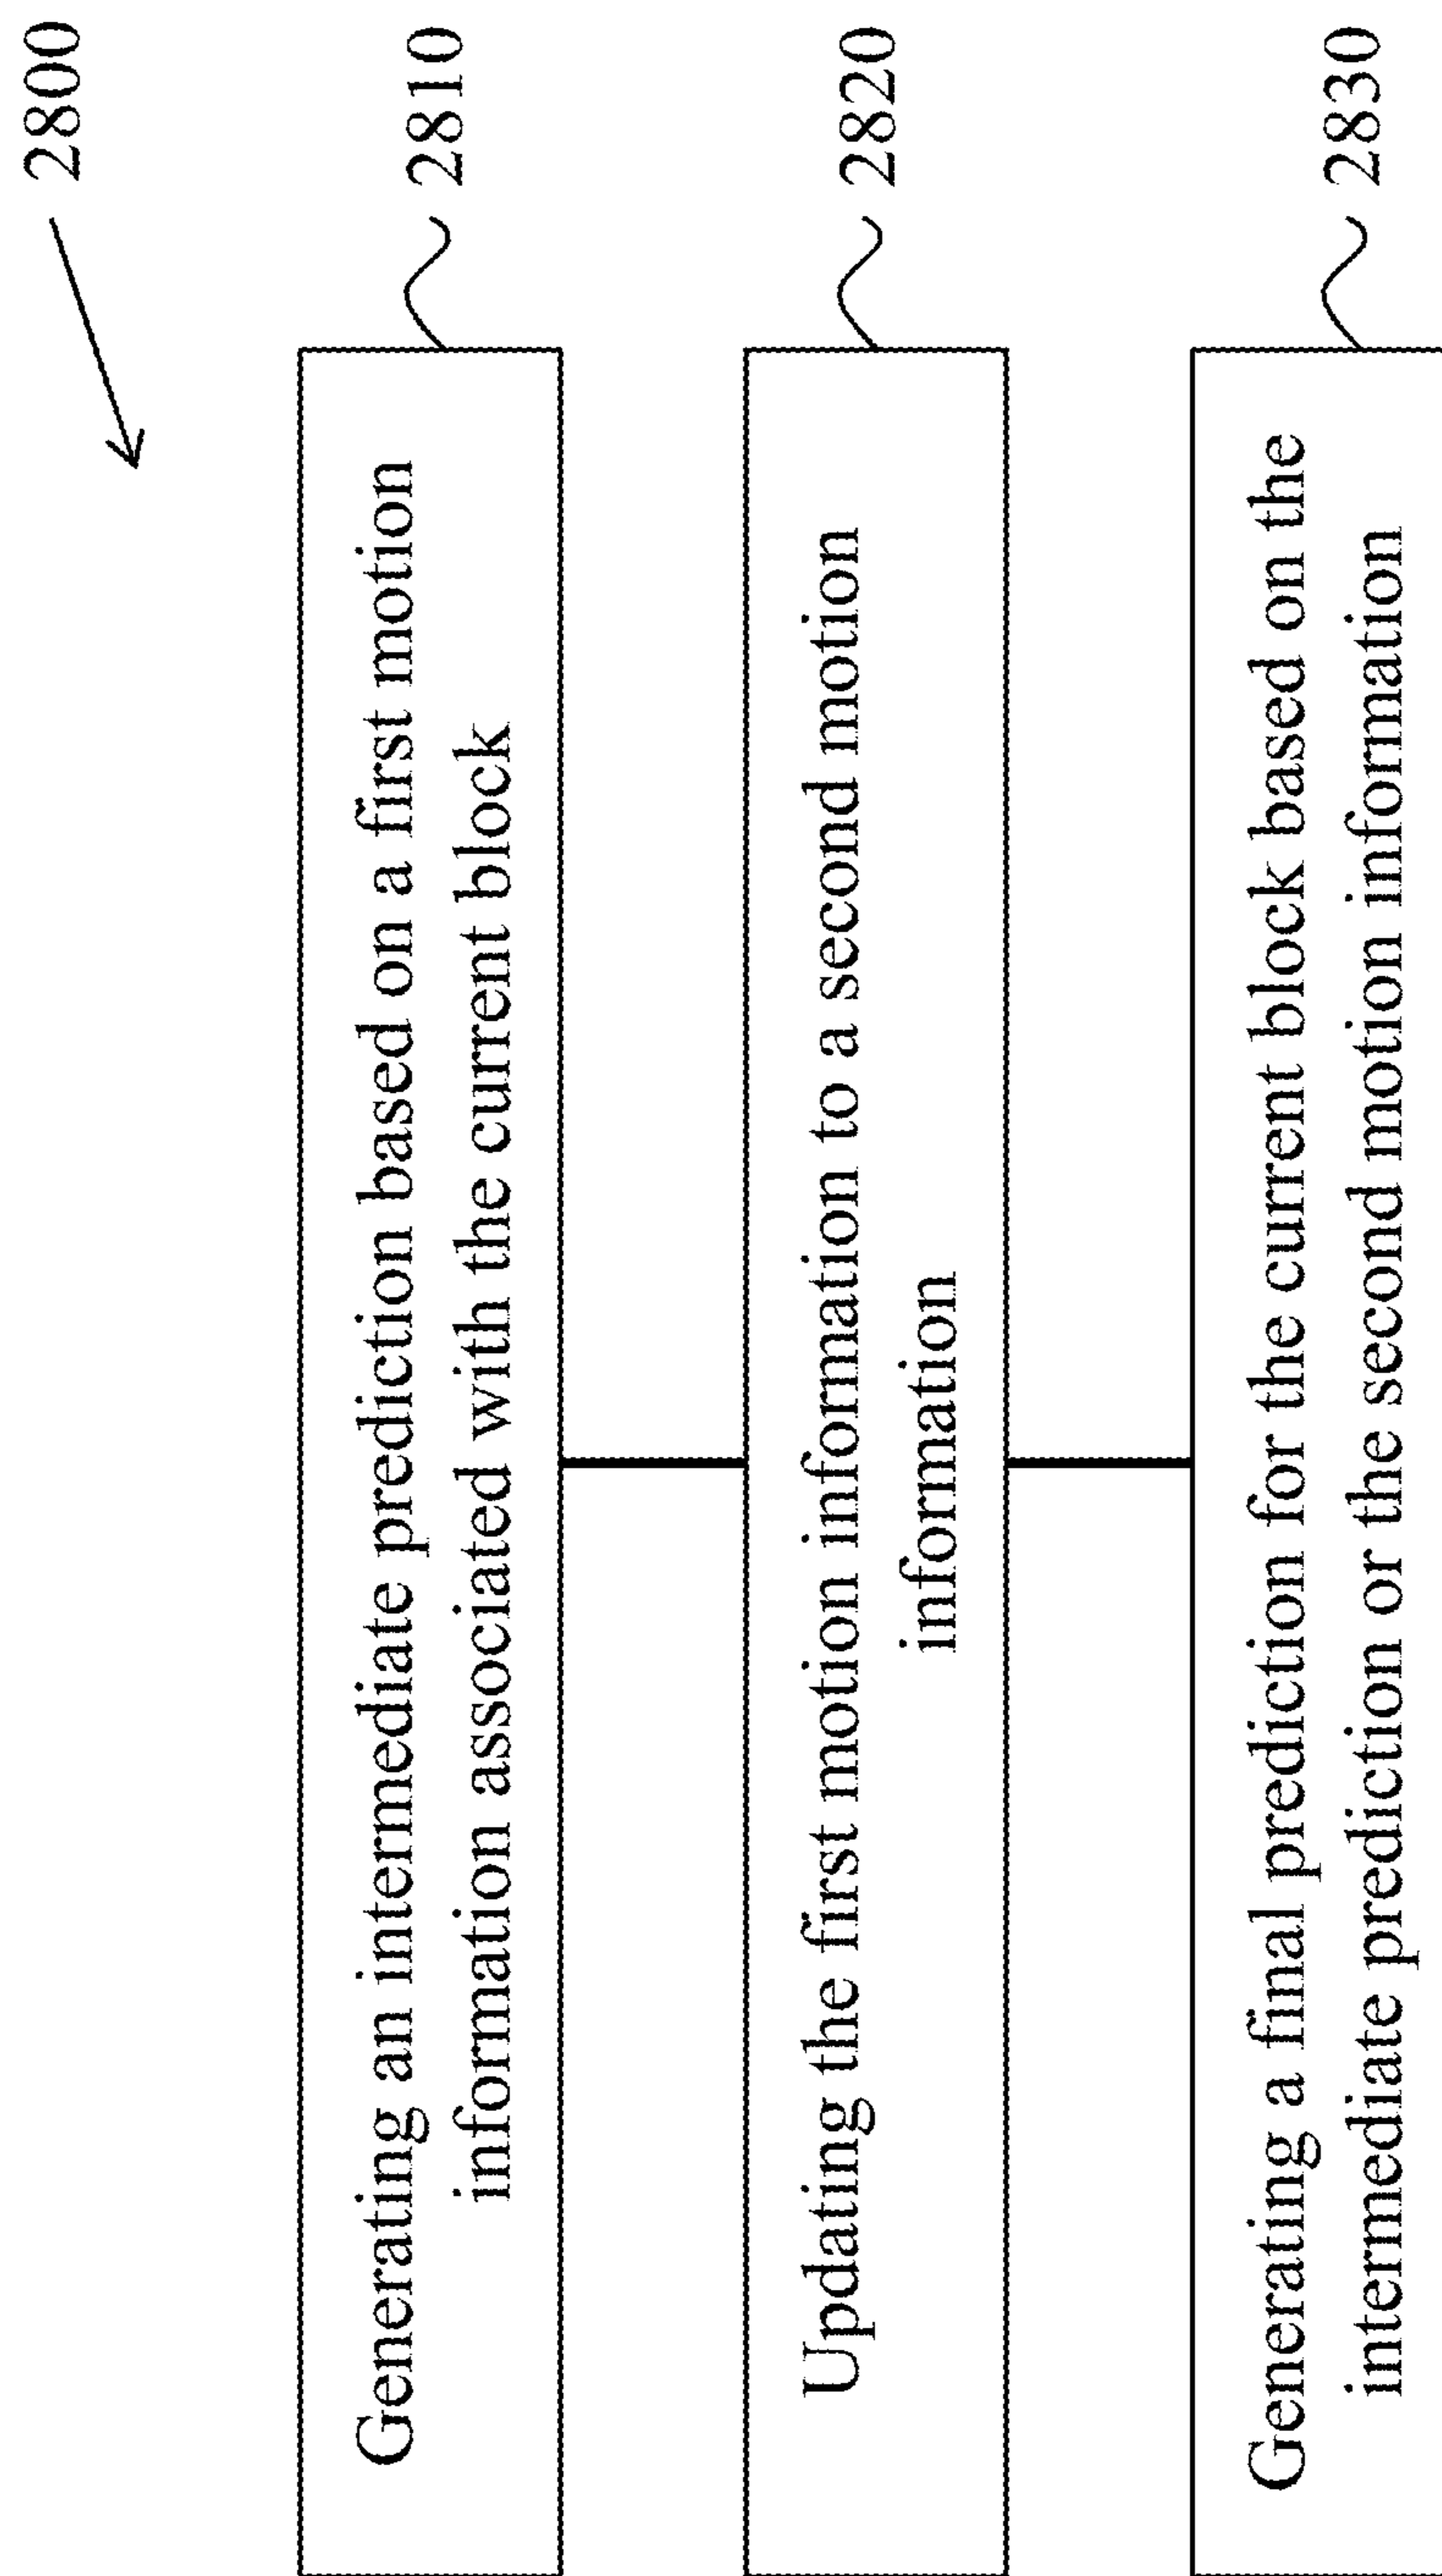 2800
Generating an intermediate prediction based on a first motion
information associated with the current block
2810
Updating the first motion information to a second motion
information
2820
Generating a final prediction for the current block based on the
intermediate prediction or the second motion information
2830